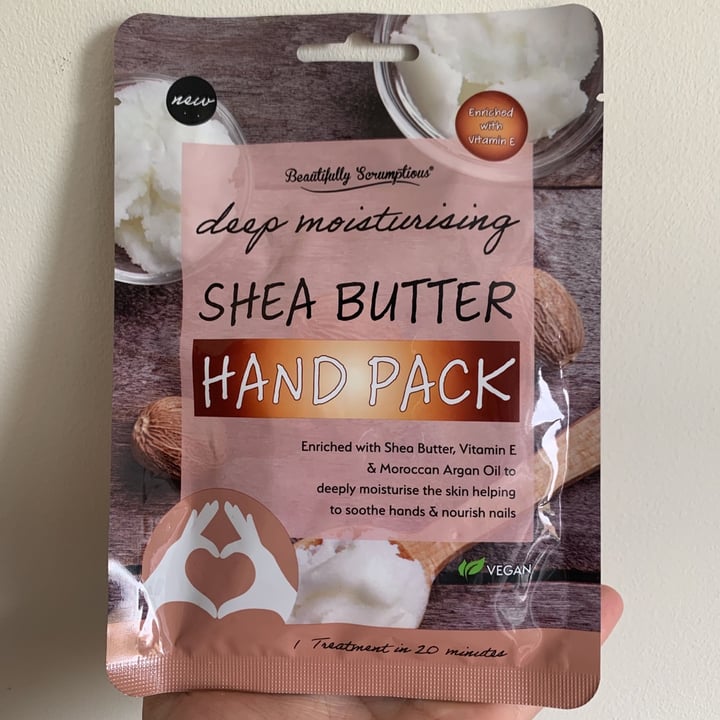 new
Enriched
with
Vitamin E
Beautifully Scrumptious®
deep moisturising
SHEA BUTTER
HAND PACK
Enriched with Shea Butter, Vitamin E
& Moroccan Argan Oil to
deeply moisturise the skin helping
to soothe hands & nourish nails
VEGAN
1 Treatment in 20 minutes